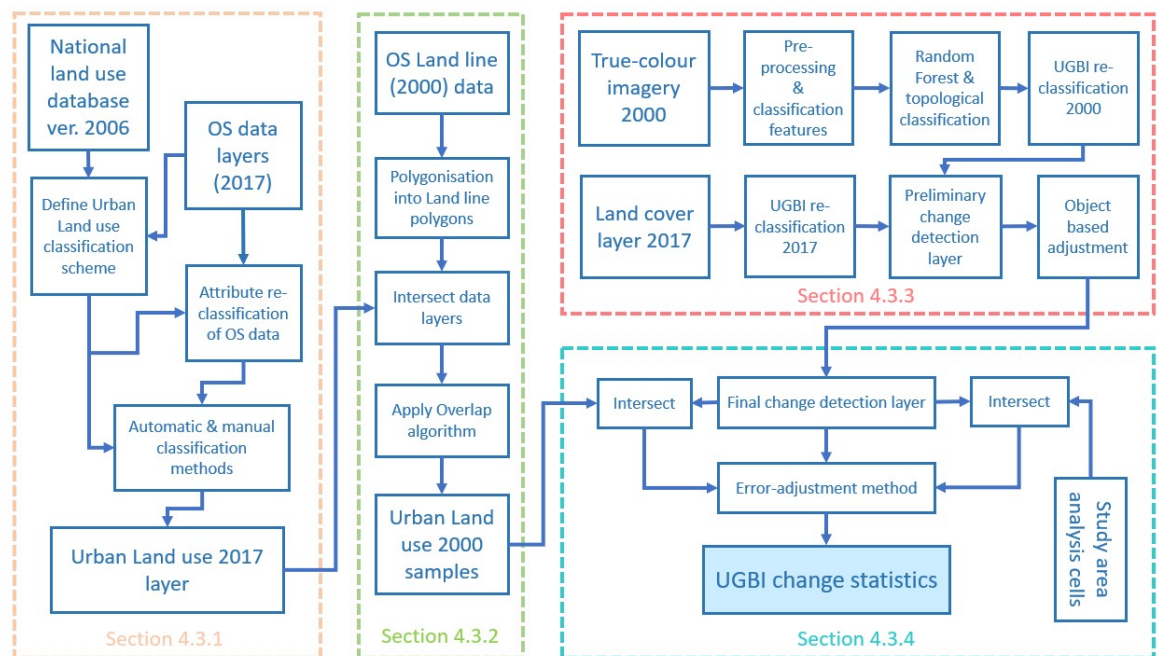 National
land use
database
ver. 2006
OS data
layers
(2017)
Define Urban
Land use
classification
scheme
Attribute re-
classification
of OS data
Automatic & manual
classification
methods
Urban Land use 2017
layer
Section 4.3.1
OS Land line
(2000) data
Polygonisation
into Land line
polygons
Intersect data
layers
Apply Overlap
algorithm
Urban Land
use 2000
samples
Section 4.3.2
True-colour
imagery
2000
Pre-
processing
&
classification
features
Random
Forest &
topological
classification
UGBI re-
classification
2000
Land cover
layer 2017
UGBI re-
classification
2017
Preliminary
change
detection
layer
Object
based
adjustment
Section 4.3.3
Intersect
Final change detection layer
Intersect
Error-adjustment method
Study area
analysis cells
UGBI change statistics
Section 4.3.4